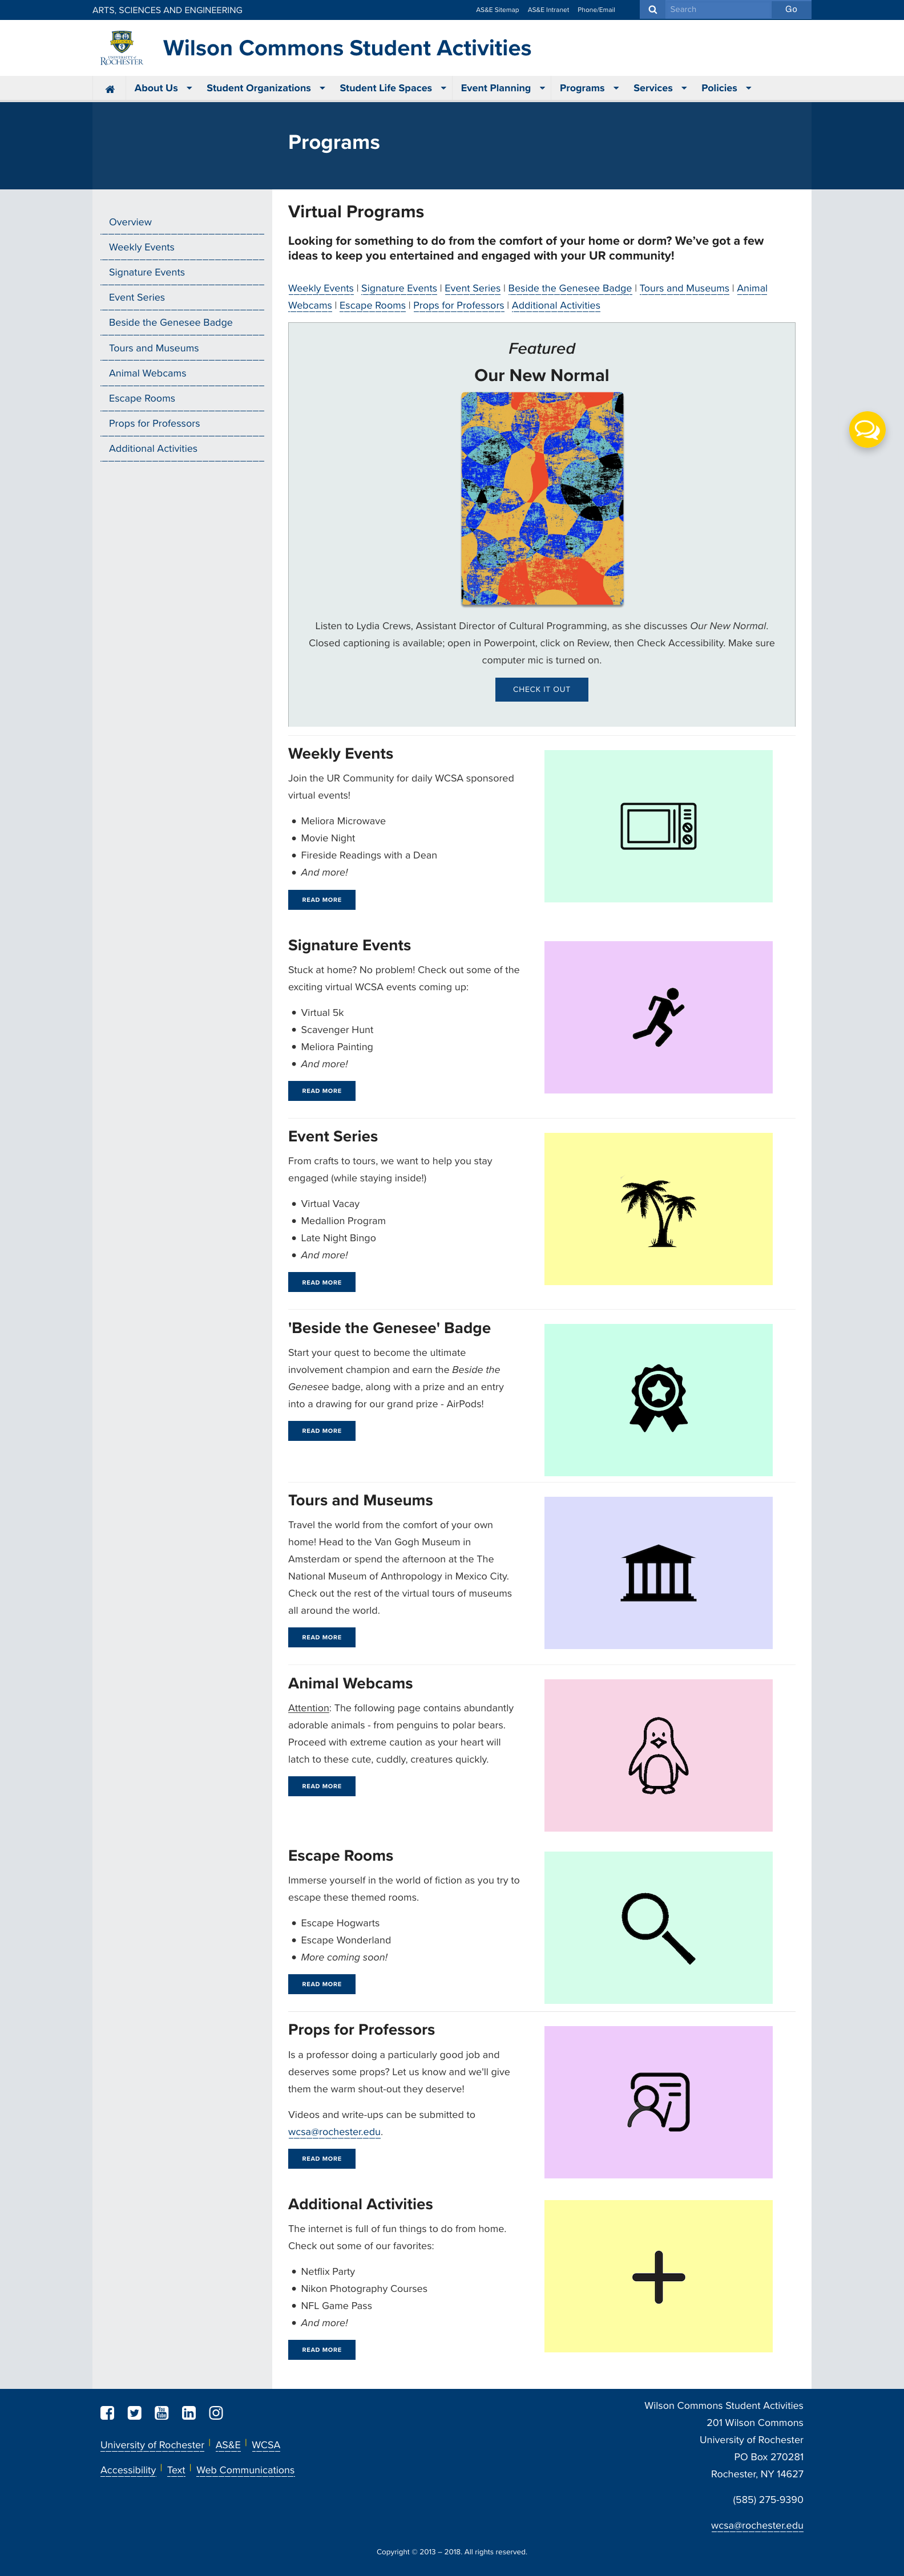 ARTS, SCIENCES AND ENGINEERING
AS&E Sitemap AS&E Intranet Phone/Email
Search Go
UNIVERSITY of
ROCHESTER
Wilson Commons Student Activities
About Us Student Organizations Student Life Spaces Event Planning Programs Services Policies
Programs
Overview
Weekly Events
Signature Events
Event Series
Beside the Genesee Badge
Tours and Museums
Animal Webcams
Escape Rooms
Props for Professors
Additional Activities
Virtual Programs
Looking for something to do from the comfort of your home or dorm? We've got a few
ideas to keep you entertained and engaged with your UR community!
Weekly Events | Signature Events | Event Series | Beside the Genesee Badge | Tours and Museums | Animal
Webcams | Escape Rooms | Props for Professors | Additional Activities
Featured
Our New Normal
Listen to Lydia Crews, Assistant Director of Cultural Programing, as she discusses Our New Normal.
Closed captioning is available; open in Powerpoint, click on Review, then Check Accessibility. Make sure
computer mic is turned on.
CHECK IT OUT
Weekly Events
Join the UR Community for daily WCSA sponsored
virtual events!
• Meliora Microwave
• Movie Night
• Fireside Readings with a Dean
• And more!
READ MORE
Signature Events
Stuck at home? No problem! Check out some of the
exciting virtual WCSA events coming up:
• Virtual 5k
• Scavenger Hunt
• Meliora Painting
• And more!
READ MORE
Event Series
From crafts to tours, we want to help you stay
engaged (while staying inside!)
• Virtual Vacay
• Medallion Program
• Late Night Bingo
• And more!
READ MORE
'Beside the Genesee' Badge
Start your quest to become the ultimate
involvement champion and earn the Beside the
Genesee badge, along with a prize and an entry
into a drawing for our grand prize - AirPods!
READ MORE
Tours and Museums
Travel the world from the comfort of your own
home! Head to the Van Gogh Museum in
Amsterdam or spend the afternoon at the The
National Museum of Anthropology in Mexico City.
Check out the rest of the virtual tours of museums
all around the world.
READ MORE
Animal Webcams
Attention: The following page contains abundantly
adorable animals - from penguins to polar bears.
Proceed with extreme caution as your heart will
latch to these cute, cuddly, creatures quickly.
READ MORE
Escape Rooms
Immerse yourself in the world of fiction as you try to
escape these themed rooms.
• Escape Hogwarts
• Escape Wonderland
• More coming soon!
READ MORE
Props for Professors
Is a professor doing a particularly good job and
deserves some props? Let us know and we'll give
them the warm shout-out they deserve!
Videos and write-ups can be submitted to
wcsa@rochester.edu.
READ MORE
Additional Activities
The internet is full of fun things to do from home.
Check out some of our favorites:
• Netflix Party
• Nikon Photography Courses
• NFL Game Pass
• And more!
READ MORE
University of Rochester | AS&E | WCSA
Accessibility | Text | Web Communications
Wilson Commons Student Activities
201 Wilson Commons
University of Rochester
PO Box 270281
Rochester, NY 14627
(585) 275-9390
wcsa@rochester.edu
Copyright © 2013 – 2018. All rights reserved.